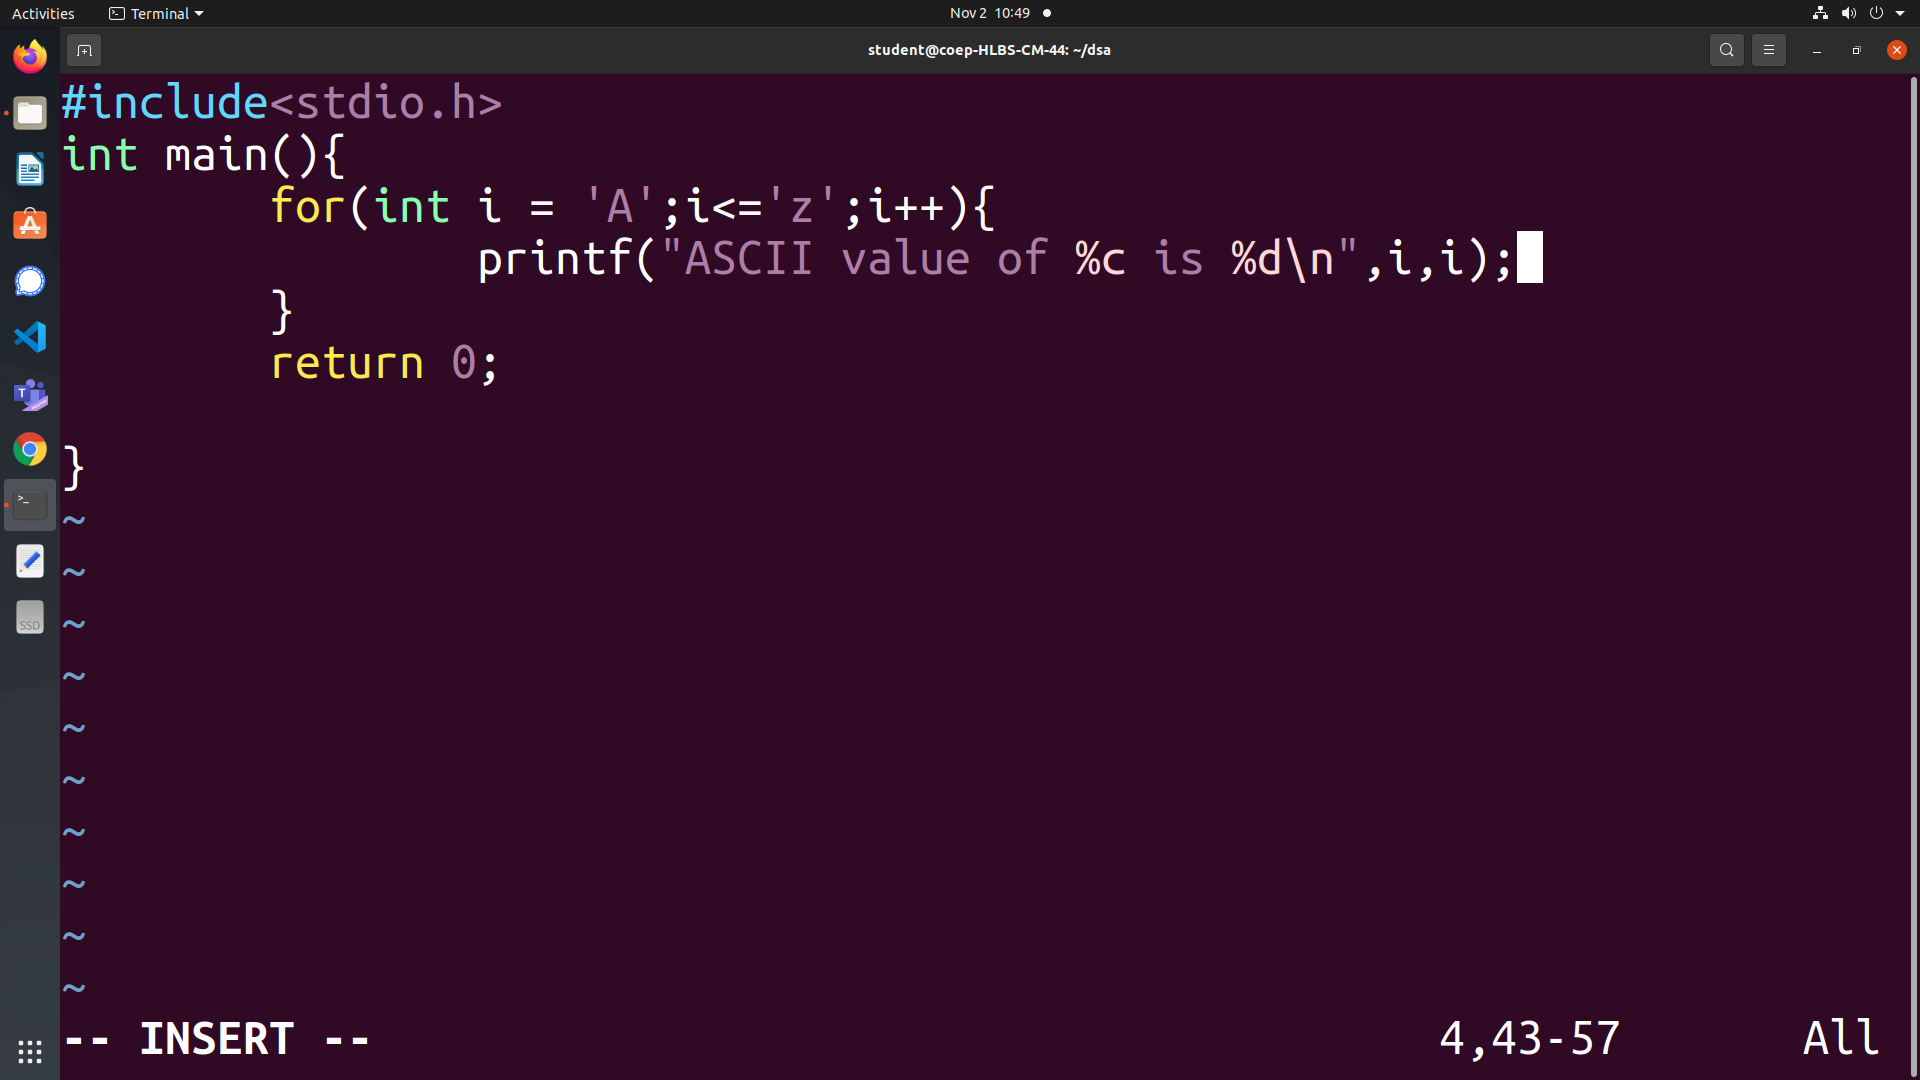 Activities Terminal Nov 2 10:49
student@coep-HLBS-CM-44: ~/dsa
#include<stdio.h>
int main(){
        for(int i = 'A';i<='z';i++){
                printf("ASCII value of %c is %d\n",i,i);
        }
        return 0;

}
~
~
~
~
~
~
~
~
~
~
-- INSERT -- 4,43-57 All
SSD